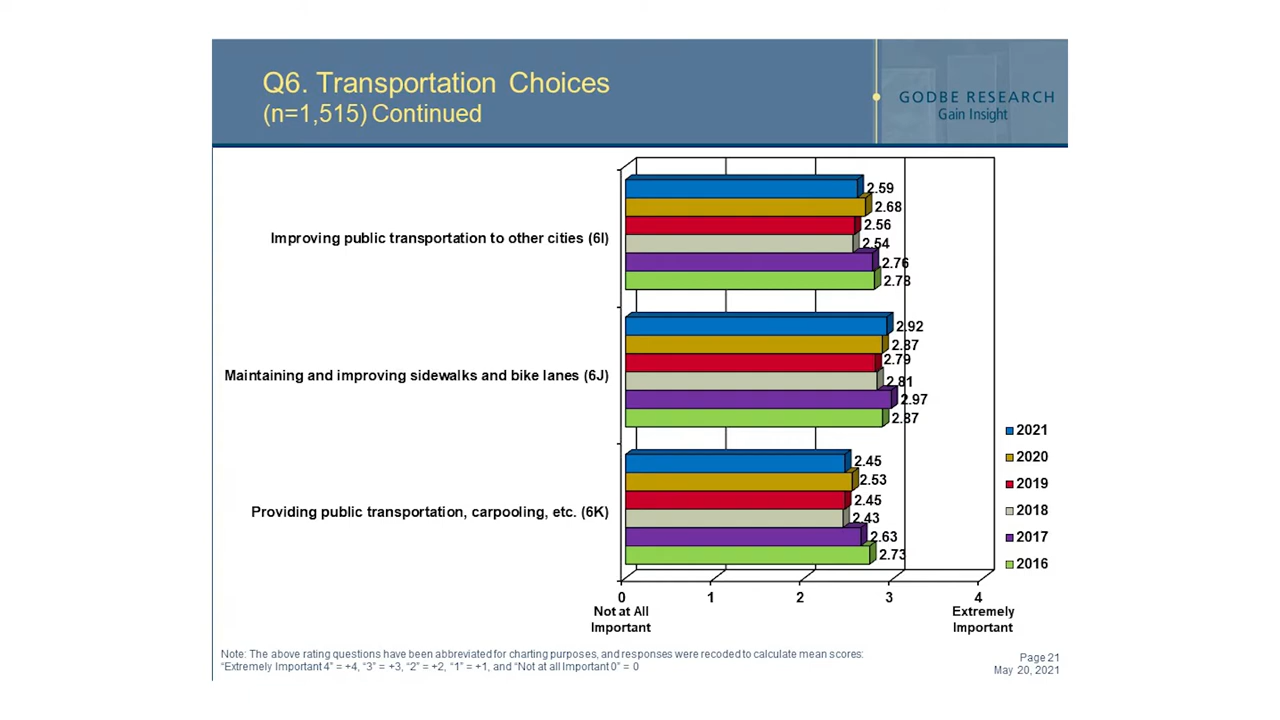 Q6. Transportation Choices
(n=1,515) Continued
GODBE RESEARCH
Gain Insight
Improving public transportation to other cities (6I)
2.59
2.68
2.56
2.54
2.76
2.78
Maintaining and improving sidewalks and bike lanes (6J)
2.92
2.87
2.79
2.81
2.97
2.87
Providing public transportation, carpooling, etc. (6K)
2.45
2.53
2.45
2.43
2.63
2.73
2021
2020
2019
2018
2017
2016
0 1 2 3 4
Not at All
Important
Extremely
Important
Note: The above rating questions have been abbreviated for charting purposes, and responses were recoded to calculate mean scores:
“Extremely Important 4” = +4, “3” = +3, “2” = +2, “1” = +1, and “Not at all Important 0” = 0
Page 21
May 20, 2021